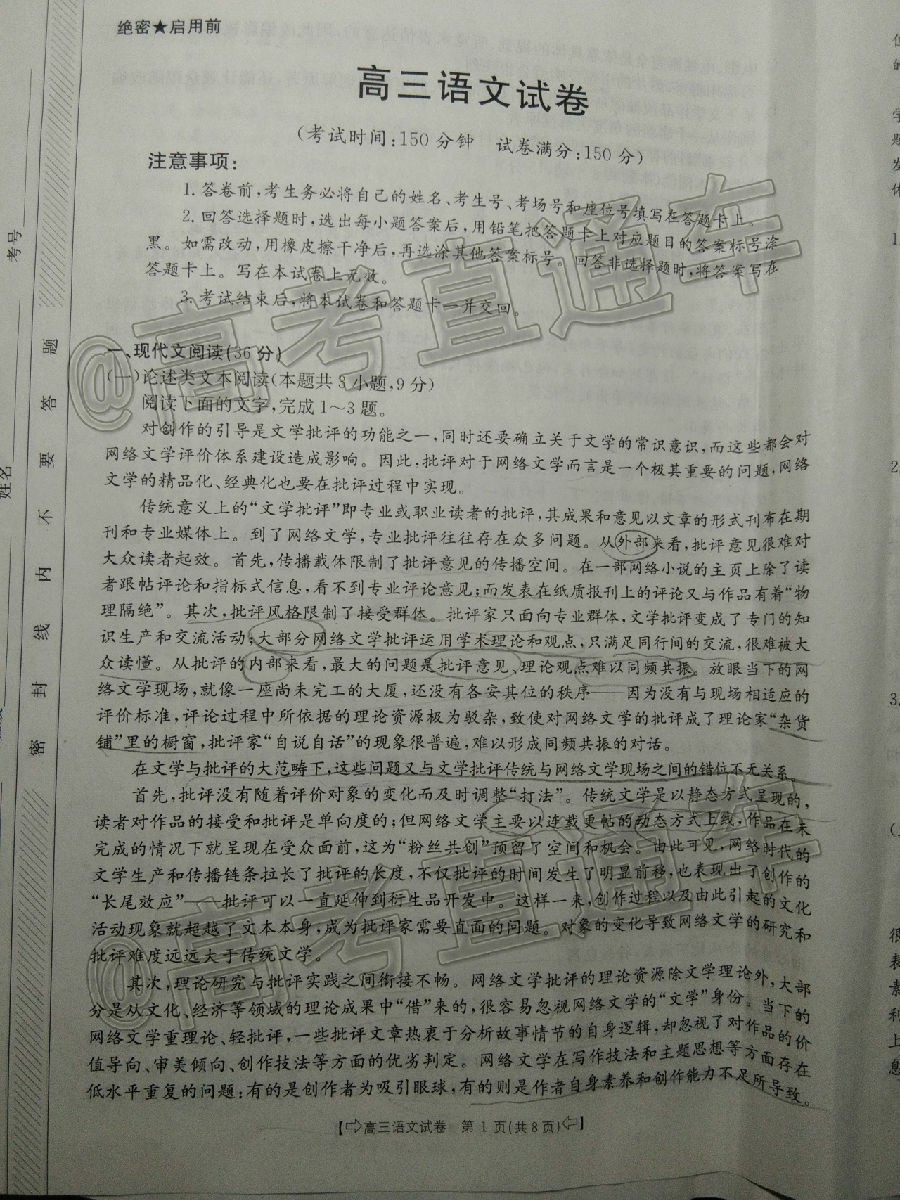 绝密★启用前
高三语文试卷
(考试时间:150分钟 试卷满分:150分)
注意事项:
1.答卷前,考生务必将自己的姓名、考生号、考场号和座位号填写在答题卡上。
2.回答选择题时,选出每小题答案后,用铅笔把答题卡上对应题目的答案标号涂
黑。如需改动,用橡皮擦干净后,再选涂其他答案标号。回答非选择题时,将答案写在
答题卡上。写在本试卷上无效。
3.考试结束后,将本试卷和答题卡一并交回。
一、现代文阅读(36分)
(一)论述类文本阅读(本题共3小题,9分)
阅读下面的文字,完成1~3题。
对创作的引导是文学批评的功能之一,同时还要确立关于文学的常识意识,而这些都会对
网络文学评价体系建设造成影响。因此,批评对于网络文学而言是一个极其重要的问题,网络
文学的精品化、经典化也要在批评过程中实现。
传统意义上的“文学批评”即专业或职业读者的批评,其成果和意见以文章的形式刊布在期
刊和专业媒体上。到了网络文学,专业批评往往存在众多问题。从外部来看,批评意见很难对
大众读者起效。首先,传播载体限制了批评意见的传播空间。在一部网络小说的主页上除了读
者跟帖评论和指标式信息,看不到专业评论意见;而发表在纸质报刊上的评论又与作品有着“物
理隔绝”。其次,批评风格限制了接受群体。批评家只面向专业群体,文学批评变成了专门的知
识生产和交流活动,大部分网络文学批评运用学术理论和观点,只满足同行间的交流,很难被大
众读懂。从批评的内部来看,最大的问题是批评意见、理论观点难以同频共振。放眼当下的网
络文学现场,就像一座尚未完工的大厦,还没有各安其位的秩序——因为没有与现场相适应的
评价标准,评论过程中所依据的理论资源极为驳杂,致使对网络文学的批评成了理论家“杂货
铺”里的橱窗,批评家“自说自话”的现象很普遍,难以形成同频共振的对话。
在文学与批评的大范畴下,这些问题又与文学批评传统与网络文学现场之间的错位不无关系。
首先,批评没有随着评价对象的变化而及时调整“打法”。传统文学是以静态方式呈现的,
读者对作品的接受和批评是单向度的;但网络文学主要以连载更帖的动态方式上线,作品在未
完成的情况下就呈现在受众面前,这为“粉丝共创”预留了空间和机会。由此可见,网络时代的
文学生产和传播链条拉长了批评的长度,不仅批评的时间发生了明显前移,也表现出了创作的
“长尾效应”——批评可以一直延伸到衍生品开发中。这样一来,创作过程以及由此引起的文化
活动现象就超越了文本本身,成为批评家需要直面的问题。对象的变化导致网络文学的研究和
批评难度远远大于传统文学。
其次,理论研究与批评实践之间衔接不畅。网络文学批评的理论资源除文学理论外,大部
分是从文化、经济等领域的理论成果中“借”来的,很容易忽视网络文学的“文学”身份。当下的
网络文学重理论、轻批评,一些批评文章热衷于分析故事情节的自身逻辑,却忽视了对作品的价
值导向、审美倾向、创作技法等方面的优劣判定。网络文学在写作技法和主题思想等方面存在
低水平重复的问题:有的是创作者为吸引眼球,有的则是作者自身素养和创作能力不足所导致。
【高三语文试卷 第1页(共8页)】
考号
姓名
密 封 线 内 不 要 答 题
@高考直通车
@高考直通车